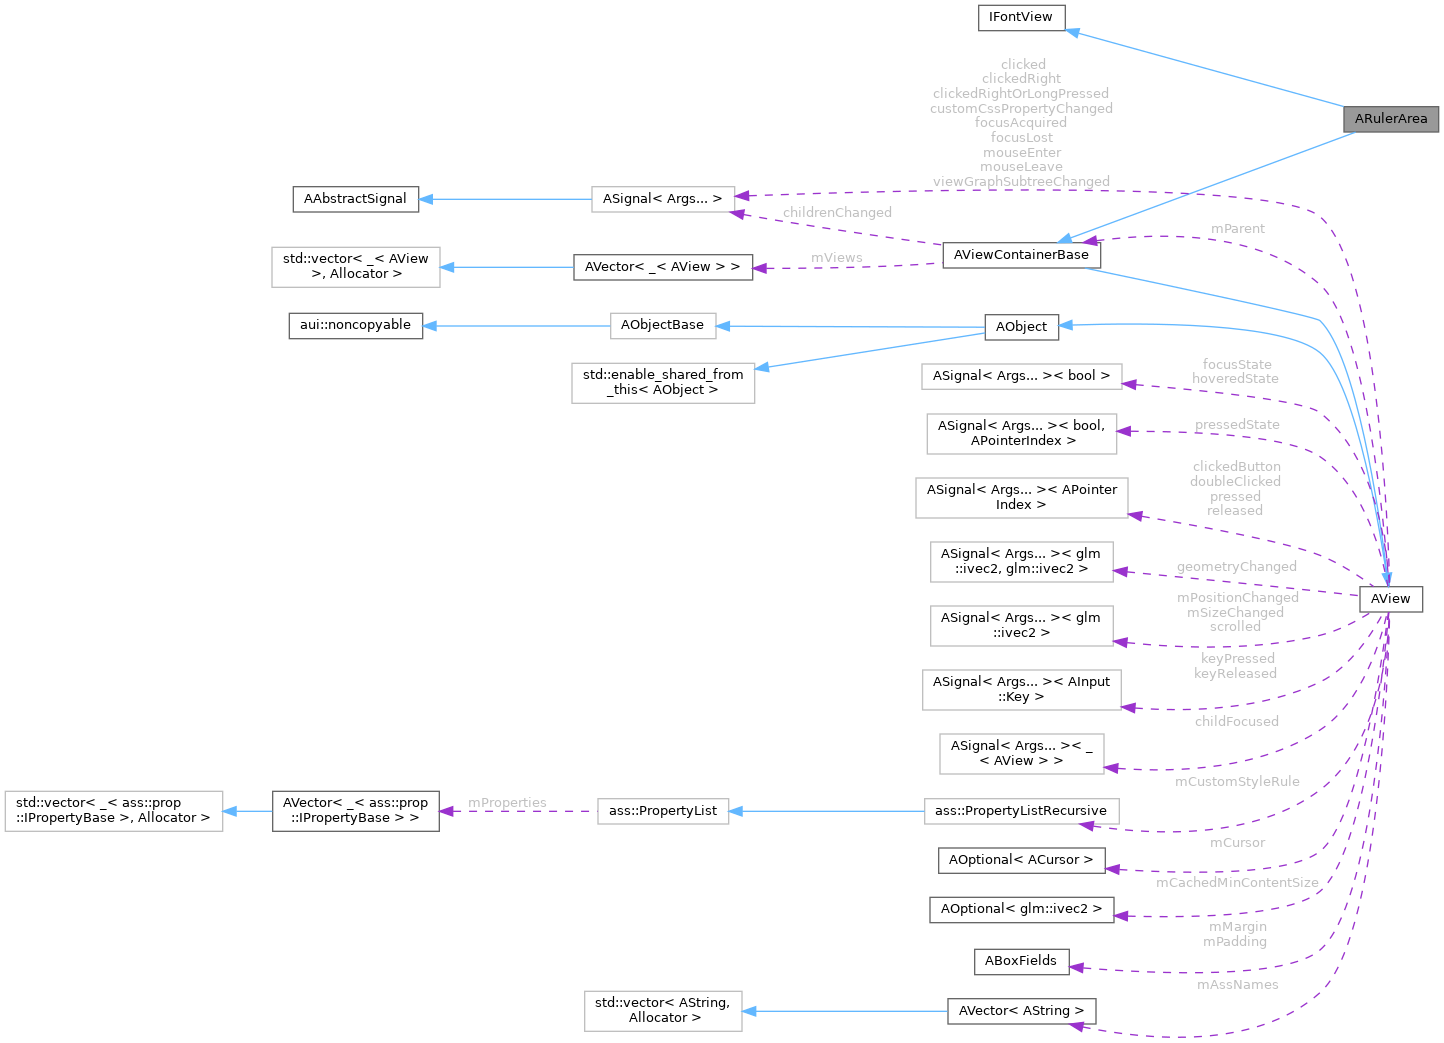 IFontView
clicked
clickedRight
clickedRightOrLongPressed
customCssPropertyChanged
focusAcquired
focusLost
mouseEnter
mouseLeave
viewGraphSubtreeChanged
ARulerArea
AAbstractSignal
ASignal< Args... >
childrenChanged
mParent
std::vector< _< AView
>, Allocator >
AVector< _< AView > >
mViews
AViewContainerBase
aui::noncopyable
AObjectBase
AObject
std::enable_shared_from
_this< AObject >
ASignal< Args... >< bool >
focusState
hoveredState
ASignal< Args... >< bool,
APointerIndex >
pressedState
ASignal< Args... >< APointer
Index >
clickedButton
doubleClicked
pressed
released
ASignal< Args... >< glm
::ivec2, glm::ivec2 >
geometryChanged
AView
ASignal< Args... >< glm
::ivec2 >
mPositionChanged
mSizeChanged
scrolled
ASignal< Args... >< AInput
::Key >
keyPressed
keyReleased
ASignal< Args... >< _
< AView > >
childFocused
std::vector< _< ass::prop
::IPropertyBase >, Allocator >
AVector< _< ass::prop
::IPropertyBase > >
mProperties
ass::PropertyList
ass::PropertyListRecursive
mCustomStyleRule
AOptional< ACursor >
mCursor
AOptional< glm::ivec2 >
mCachedMinContentSize
ABoxFields
mMargin
mPadding
std::vector< AString,
Allocator >
AVector< AString >
mAssNames